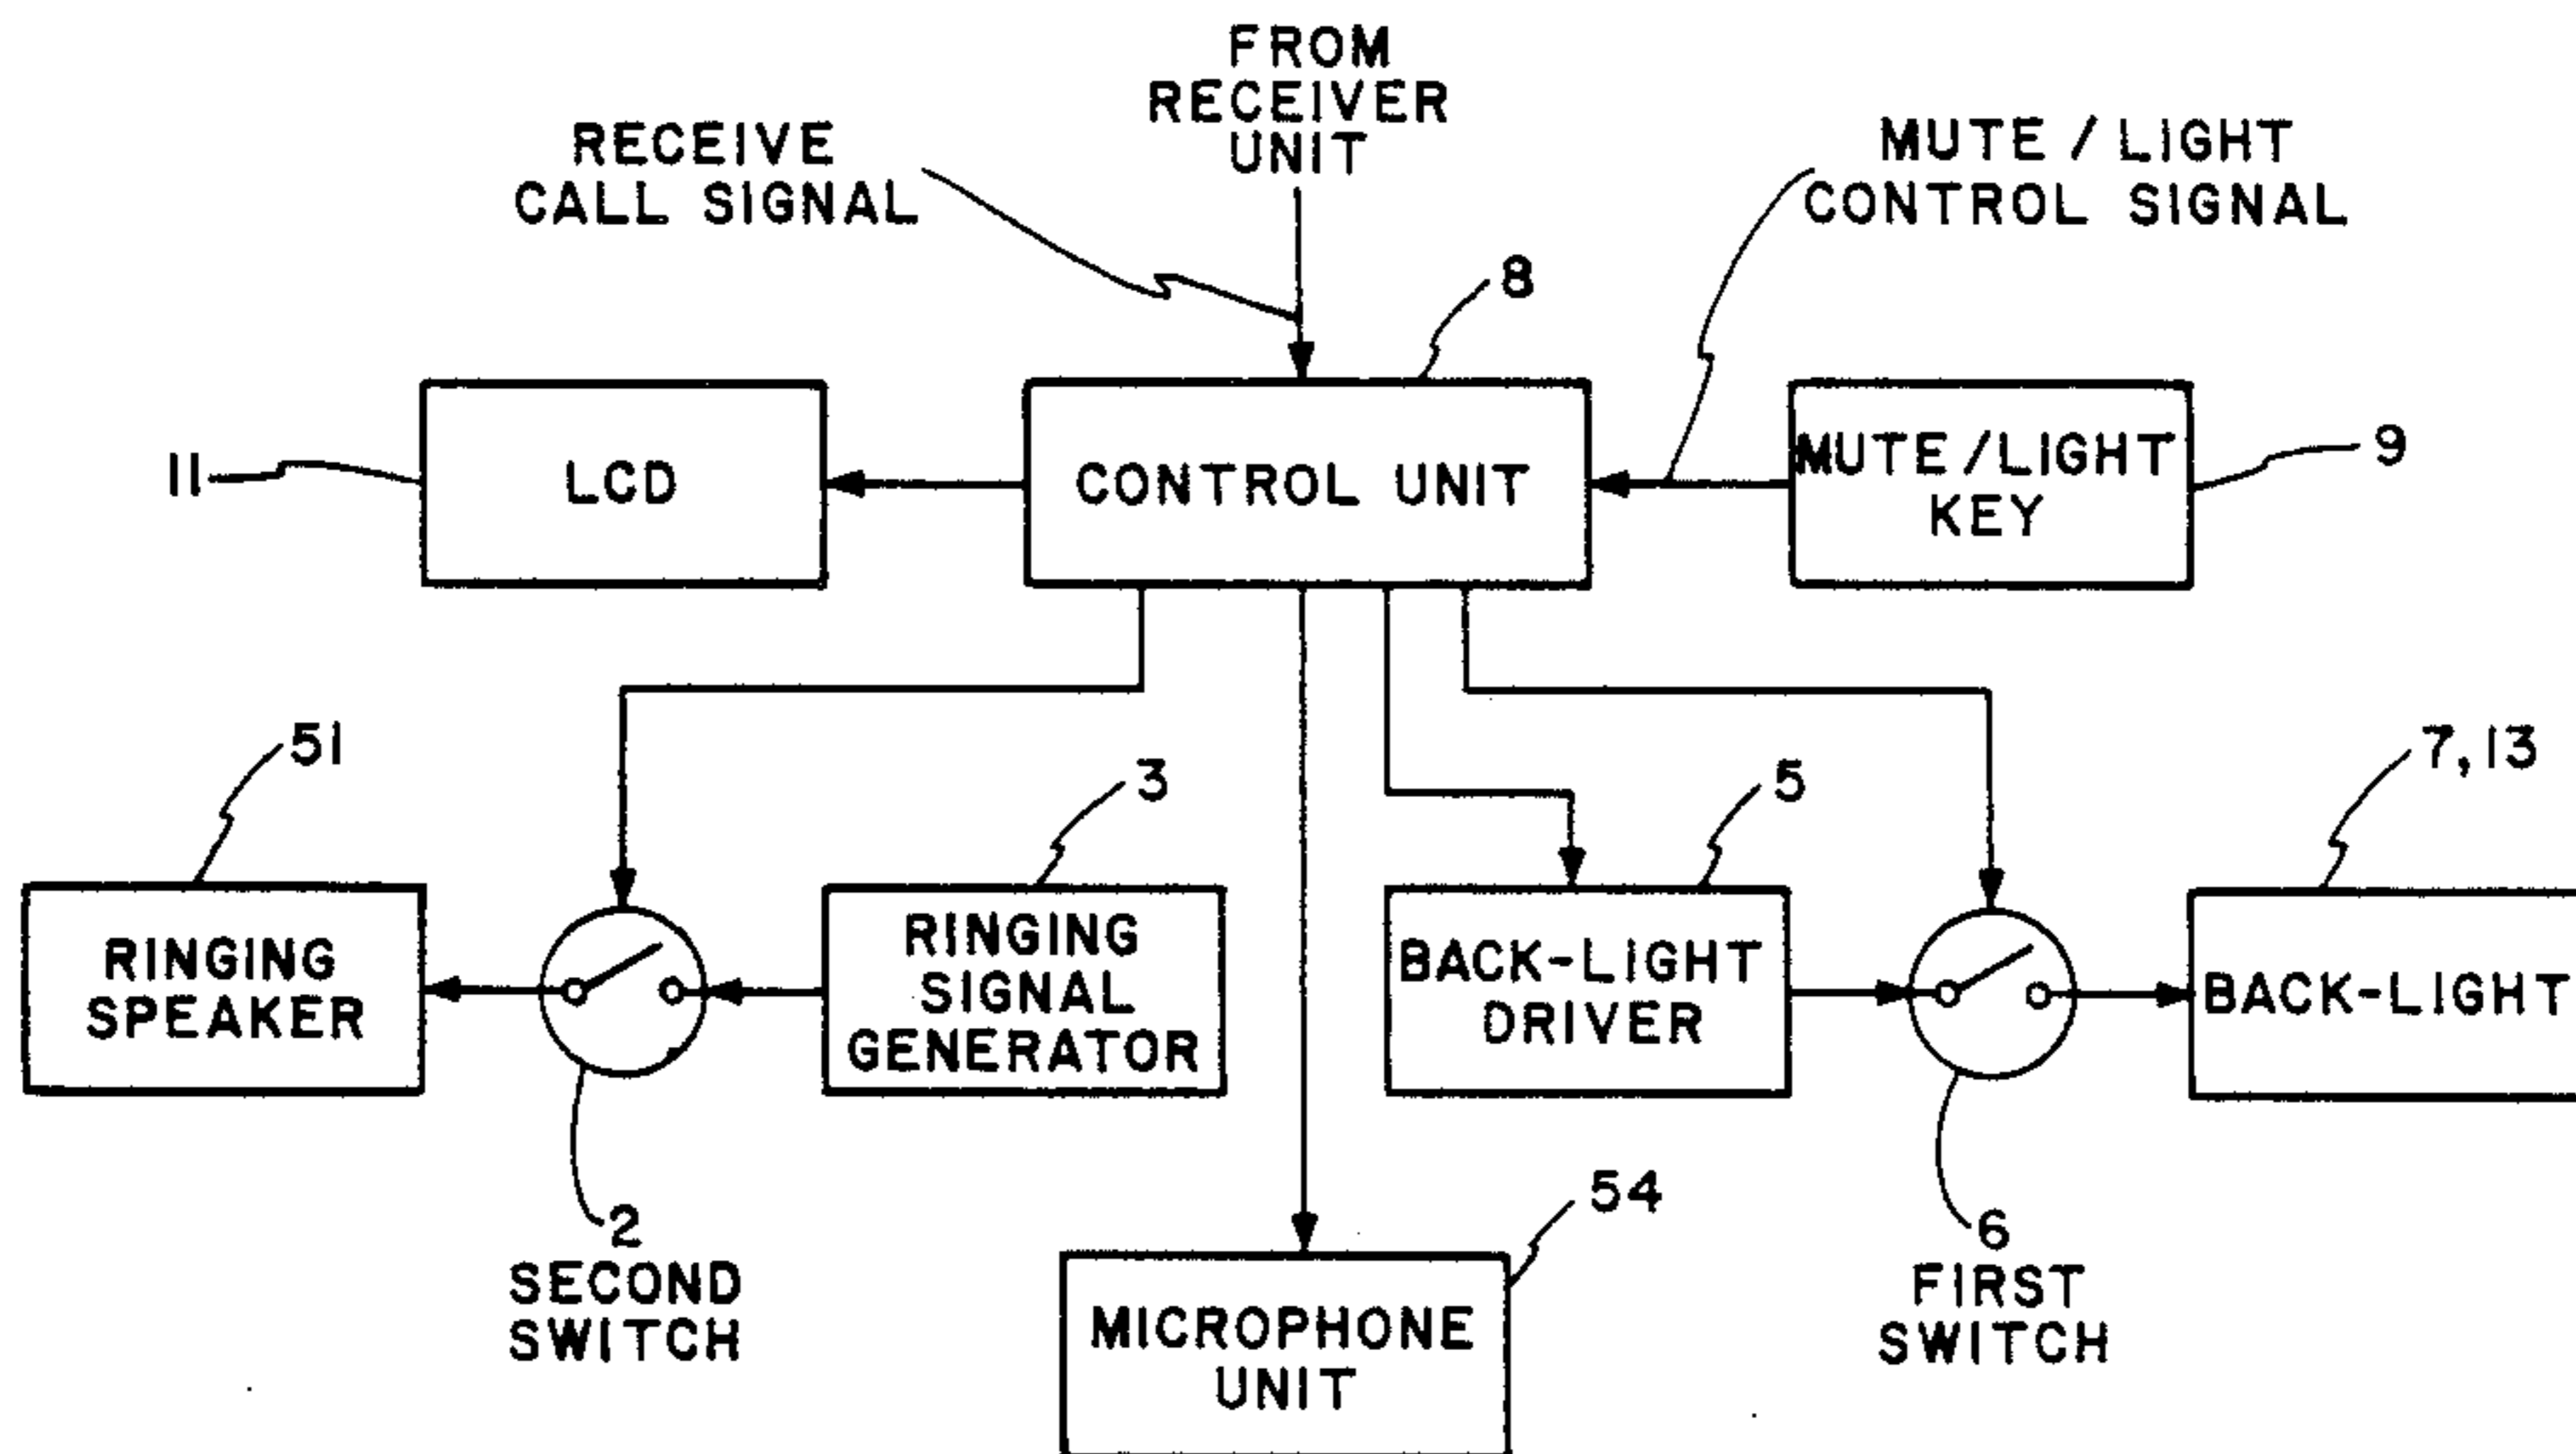 FROM
RECEIVER
UNIT
RECEIVE
CALL SIGNAL
MUTE / LIGHT
CONTROL SIGNAL
8
11
LCD
CONTROL UNIT
MUTE / LIGHT
KEY
9
51
3
5
7, 13
RINGING
SPEAKER
RINGING
SIGNAL
GENERATOR
BACK-LIGHT
DRIVER
BACK-LIGHT
2
SECOND
SWITCH
54
MICROPHONE
UNIT
6
FIRST
SWITCH